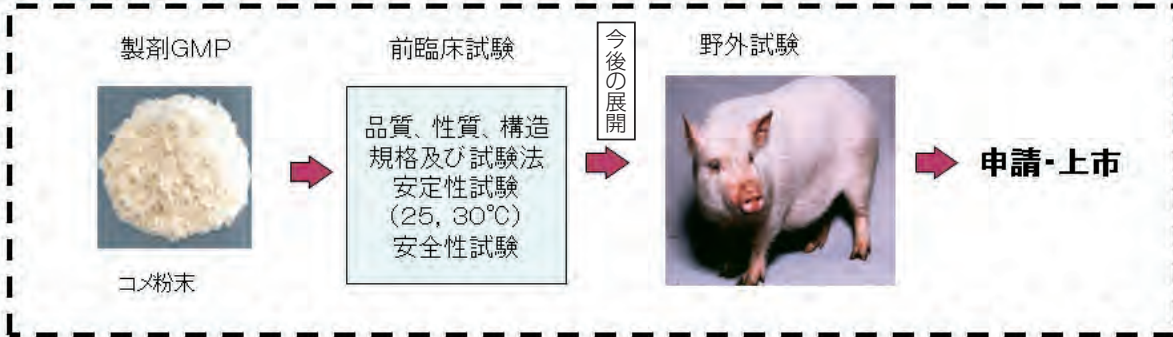 製剤GMP
コメ粉末
前臨床試験
品質、性質、構造
規格及び試験法
安定性試験
(25, 30℃)
安全性試験
今後の展開
野外試験
申請・上市